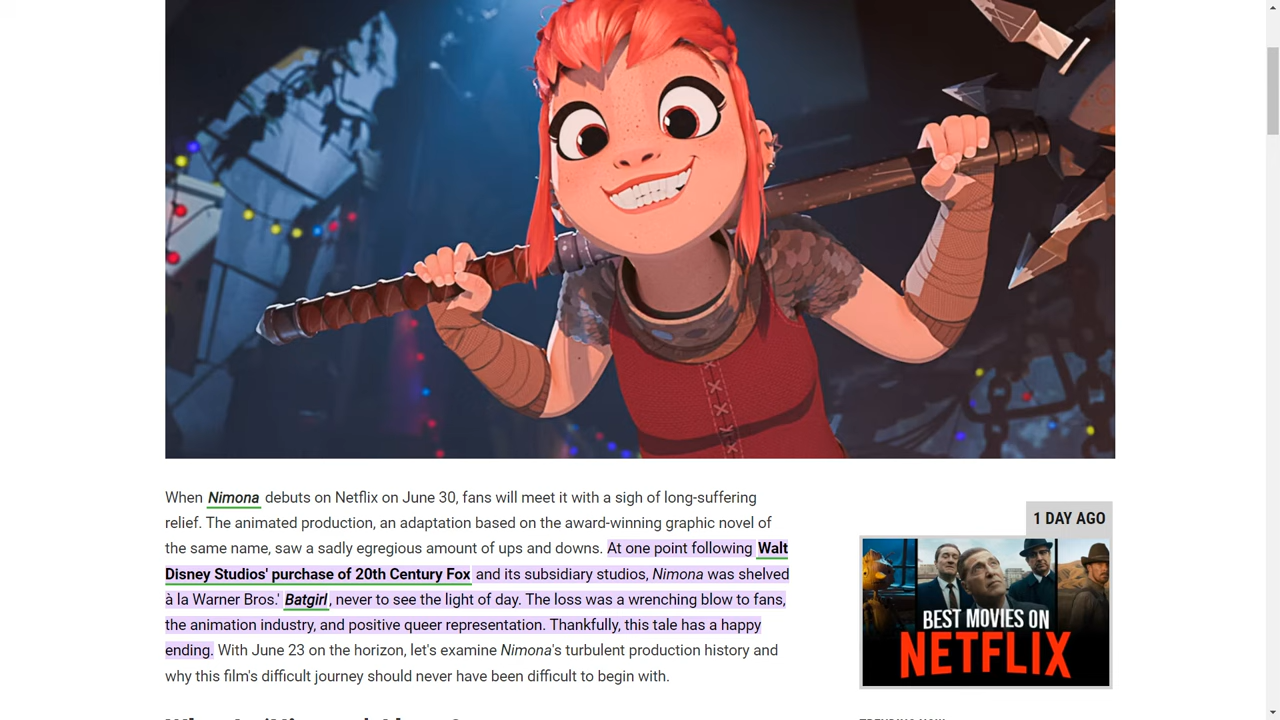 When Nimona debuts on Netflix on June 30, fans will meet it with a sigh of long-suffering
relief. The animated production, an adaptation based on the award-winning graphic novel of
the same name, saw a sadly egregious amount of ups and downs. At one point following Walt
Disney Studios' purchase of 20th Century Fox and its subsidiary studios, Nimona was shelved
à la Warner Bros.' Batgirl, never to see the light of day. The loss was a wrenching blow to fans,
the animation industry, and positive queer representation. Thankfully, this tale has a happy
ending. With June 23 on the horizon, let's examine Nimona's turbulent production history and
why this film's difficult journey should never have been difficult to begin with.
1 DAY AGO
BEST MOVIES ON
NETFLIX